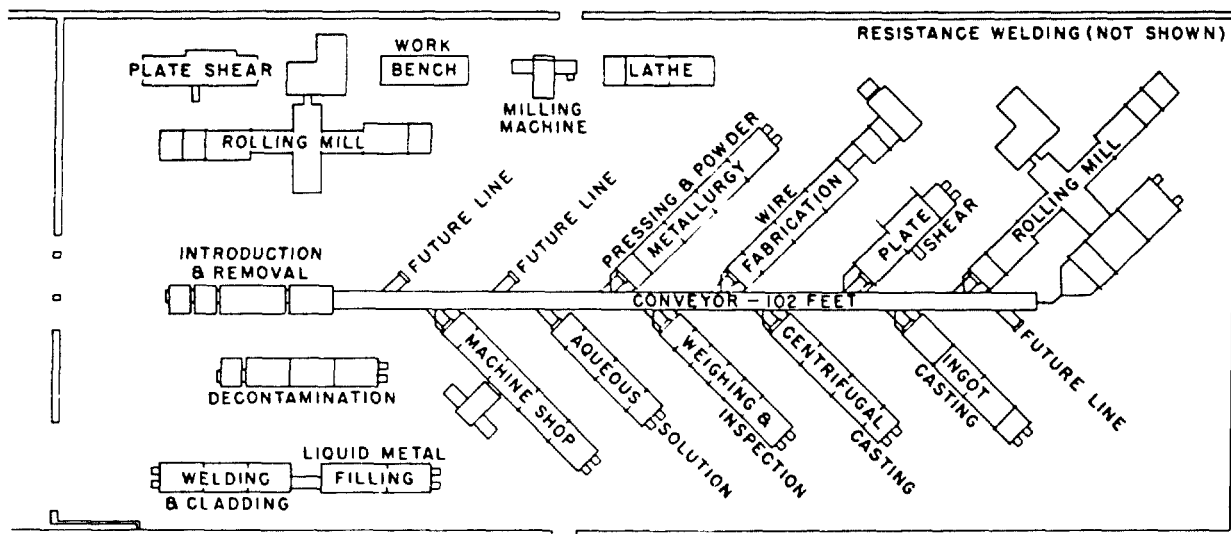 RESISTANCE WELDING (NOT SHOWN)
PLATE SHEAR
WORK
BENCH
MILLING
MACHINE
LATHE
ROLLING MILL
INTRODUCTION
& REMOVAL
FUTURE LINE
FUTURE LINE
PRESSING & POWDER
METALLURGY
WIRE
FABRICATION
PLATE
SHEAR
ROLLING MILL
CONVEYOR - 102 FEET
MACHINE SHOP
AQUEOUS
SOLUTION
WEIGHING &
INSPECTION
CENTRIFUGAL
CASTING
INGOT
CASTING
FUTURE LINE
DECONTAMINATION
LIQUID METAL
FILLING
WELDING
& CLADDING